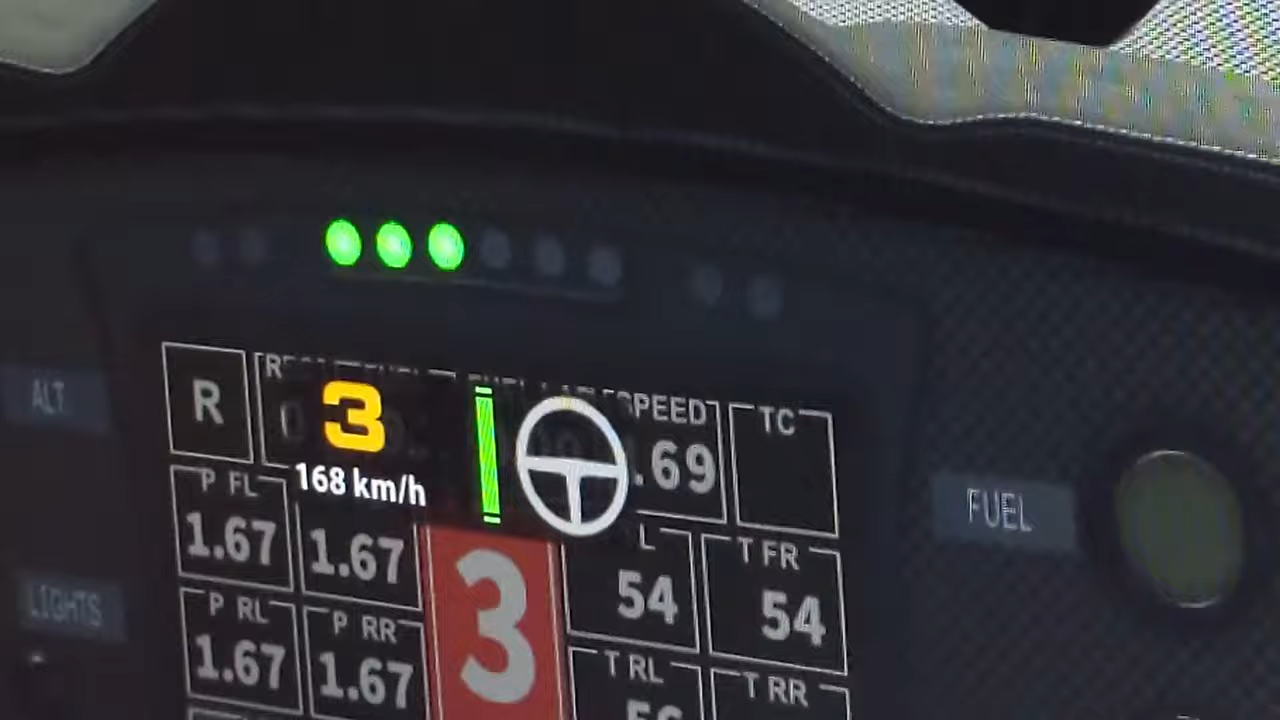 ALT
R
3
168 km/h
SPEED
.69
TC
FUEL
P FL
1.67
1.67
3
L
54
T FR
54
LIGHTS
P RL
1.67
P RR
1.67
T RL
T RR